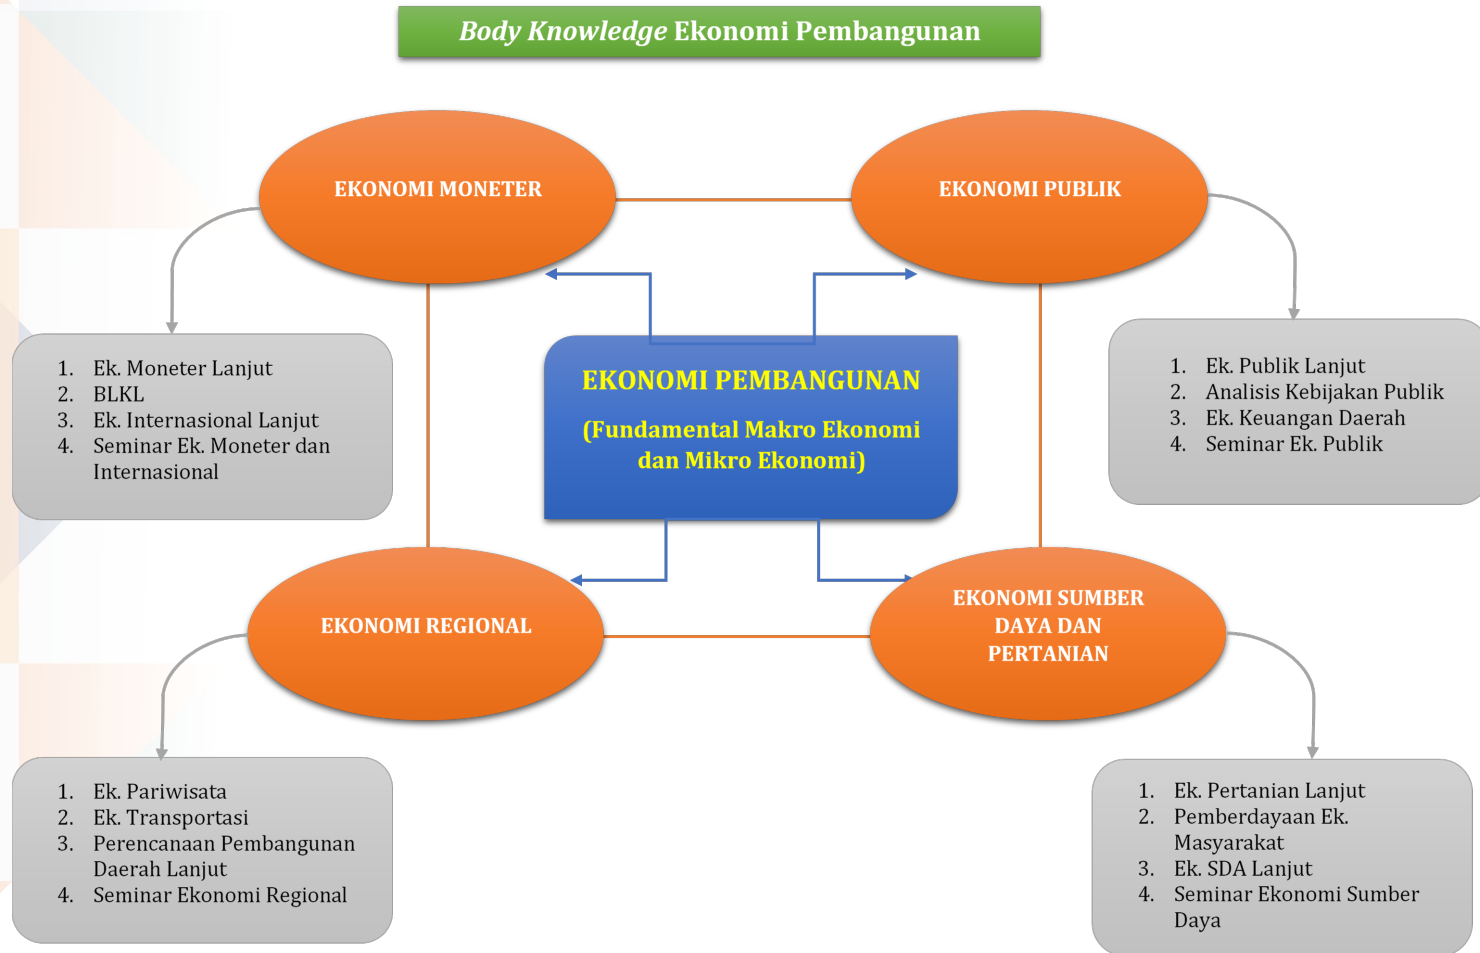 Body Knowledge Ekonomi Pembangunan
EKONOMI MONETER
EKONOMI PUBLIK
1. Ek. Moneter Lanjut
2. BLKL
3. Ek. Internasional Lanjut
4. Seminar Ek. Moneter dan
Internasional
EKONOMI PEMBANGUNAN
(Fundamental Makro Ekonomi
dan Mikro Ekonomi)
1. Ek. Publik Lanjut
2. Analisis Kebijakan Publik
3. Ek. Keuangan Daerah
4. Seminar Ek. Publik
EKONOMI REGIONAL
EKONOMI SUMBER
DAYA DAN
PERTANIAN
1. Ek. Pariwisata
2. Ek. Transportasi
3. Perencanaan Pembangunan
Daerah Lanjut
4. Seminar Ekonomi Regional
1. Ek. Pertanian Lanjut
2. Pemberdayaan Ek.
Masyarakat
3. Ek. SDA Lanjut
4. Seminar Ekonomi Sumber
Daya